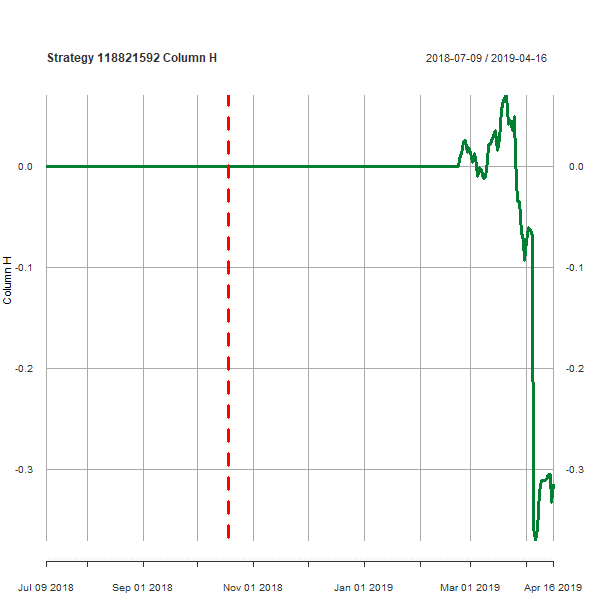 Strategy 118821592 Column H
2018-07-09 / 2019-04-16
Column H
0.0
-0.1
-0.2
-0.3
0.0
-0.1
-0.2
-0.3
Jul 09 2018
Sep 01 2018
Nov 01 2018
Jan 01 2019
Mar 01 2019
Apr 16 2019